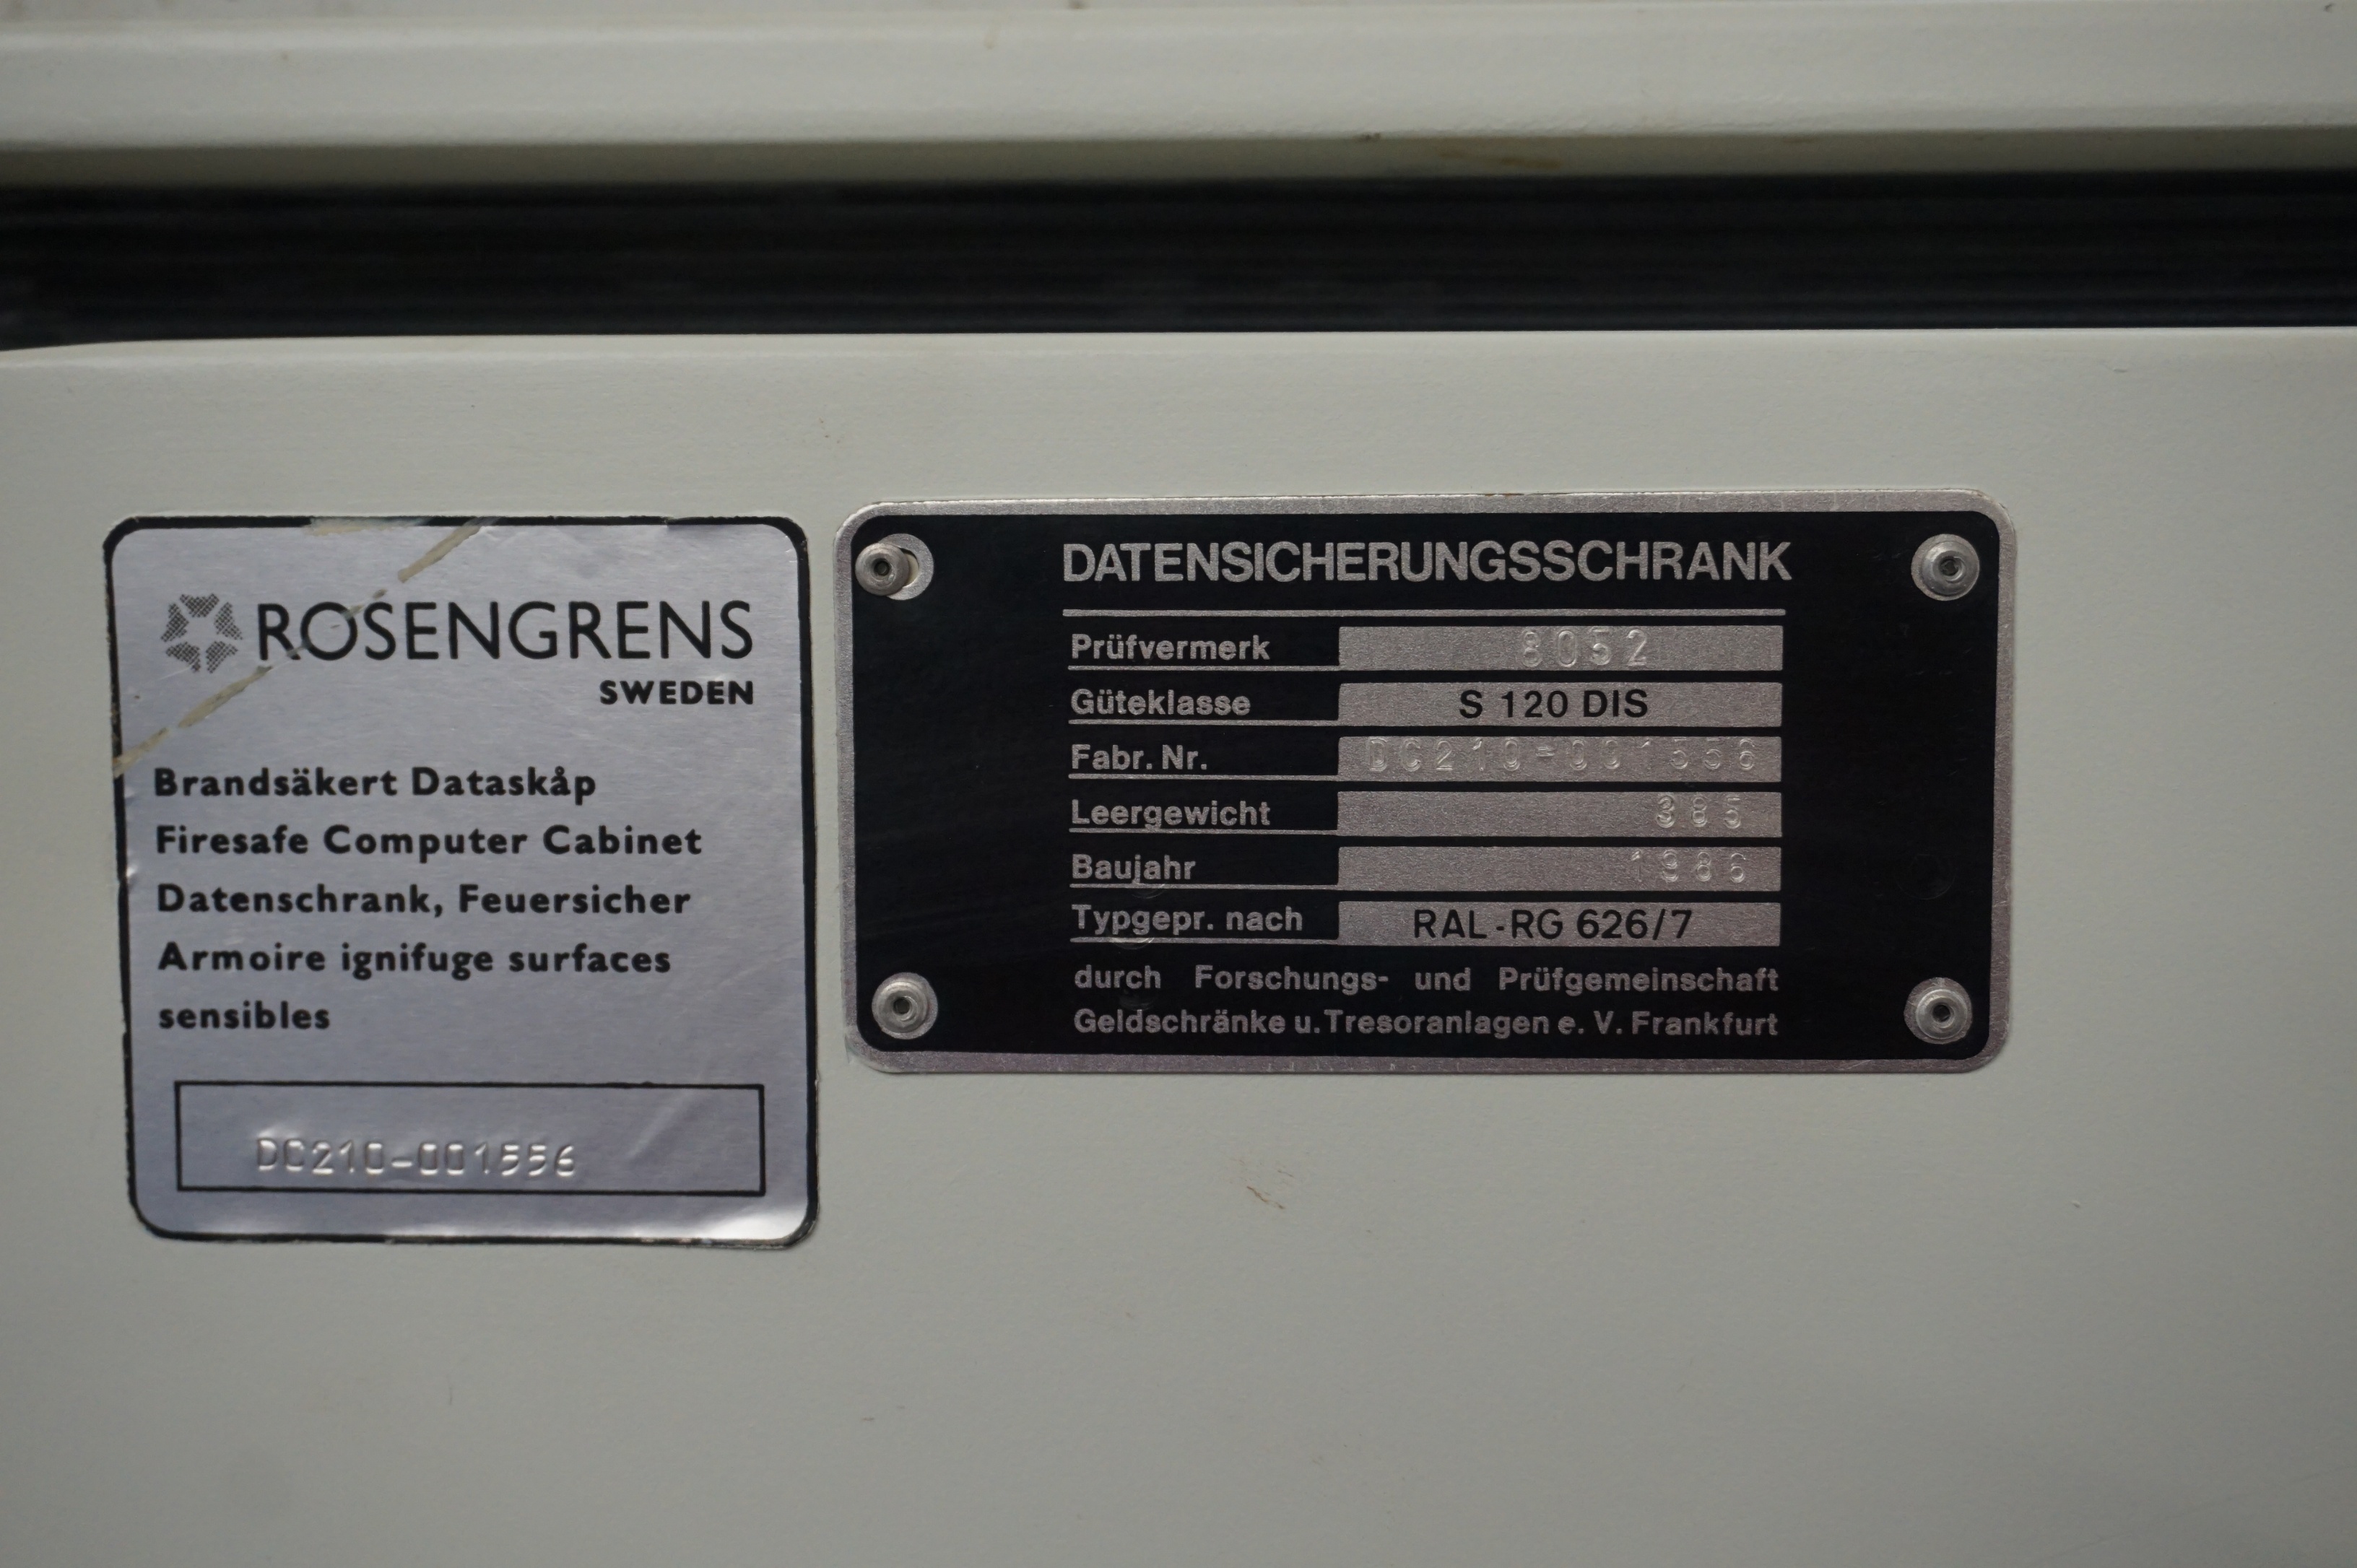 ROSENGRENS
SWEDEN
Brandsäkert Dataskåp
Firesafe Computer Cabinet
Datenschrank, Feuersicher
Armoire ignifuge surfaces
sensibles
DC210-001556
DATENSICHERUNGSSCHRANK
Prüfvermerk 8052
Güteklasse S 120 DIS
Fabr. Nr. DC210-001556
Leergewicht 385
Baujahr 1986
Typgepr. nach RAL-RG 626/7
durch Forschungs- und Prüfgemeinschaft
Geldschränke u. Tresoranlagen e. V. Frankfurt